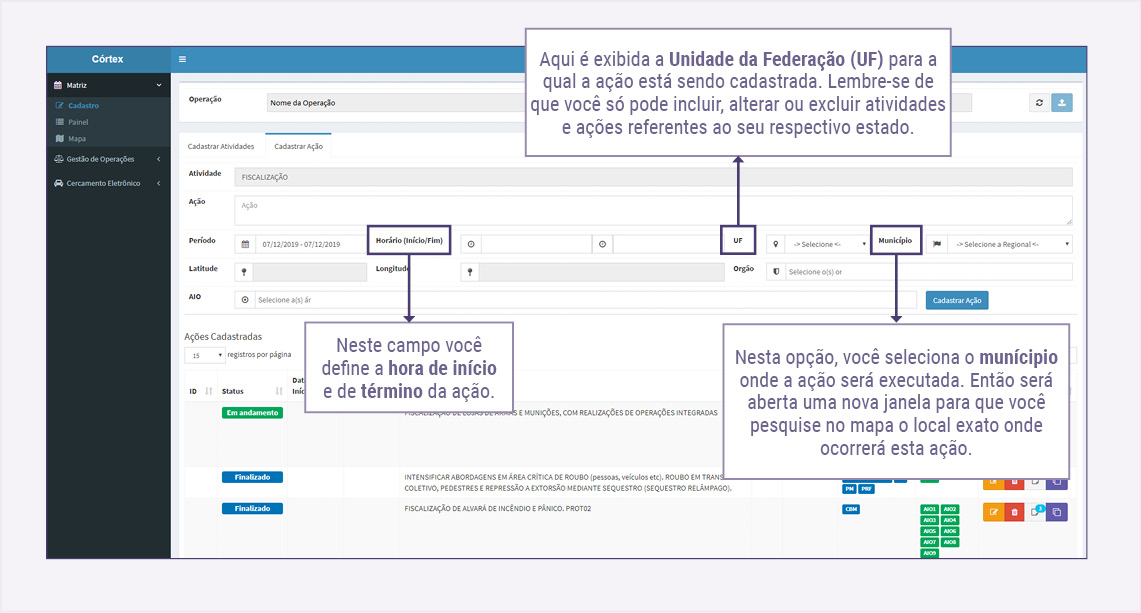 Córtex
Aqui é exibida a Unidade da Federação (UF) para a
qual a ação está sendo cadastrada. Lembre-se de
que você só pode incluir, alterar ou excluir atividades
e ações referentes ao seu respectivo estado.
Matriz
Cadastro
Painel
Mapa
Gestão de Operações
Cercamento Eletrônico
Operação
Nome da Operação
Cadastrar Atividades
Cadastrar Ação
Atividade
FISCALIZAÇÃO
Ação
Ação
Período
07/12/2019 - 07/12/2019
Horário (Início/Fim)
UF
-> Selecione <-
Município
-> Selecione a Regional <-
Latitude
Longitude
Orgão
Selecione o(s) or
AIO
Selecione a(s) ár
Cadastrar Ação
Neste campo você
define a hora de início
e de término da ação.
Nesta opção, você seleciona o munícipio
onde a ação será executada. Então será
aberta uma nova janela para que você
pesquise no mapa o local exato onde
ocorrerá esta ação.
Ações Cadastradas
15 registros por página
ID
Status
Em andamento
FISCALIZAÇÃO DE LOJAS DE ARMAS E MUNIÇÕES, COM REALIZAÇÕES DE OPERAÇÕES INTEGRADAS
Finalizado
INTENSIFICAR ABORDAGENS EM ÁREA CRÍTICA DE ROUBO (pessoas, veículos etc). ROUBO EM TRANS
COLETIVO, PEDESTRES E REPRESSÃO A EXTORSÃO MEDIANTE SEQUESTRO (SEQUESTRO RELÂMPAGO).
PM PRF
Finalizado
FISCALIZAÇÃO DE ALVARÁ DE INCÊNDIO E PÂNICO. PROT02
CBM
AIO1 AIO2
AIO3 AIO4
AIO5 AIO6
AIO7 AIO8
AIO9